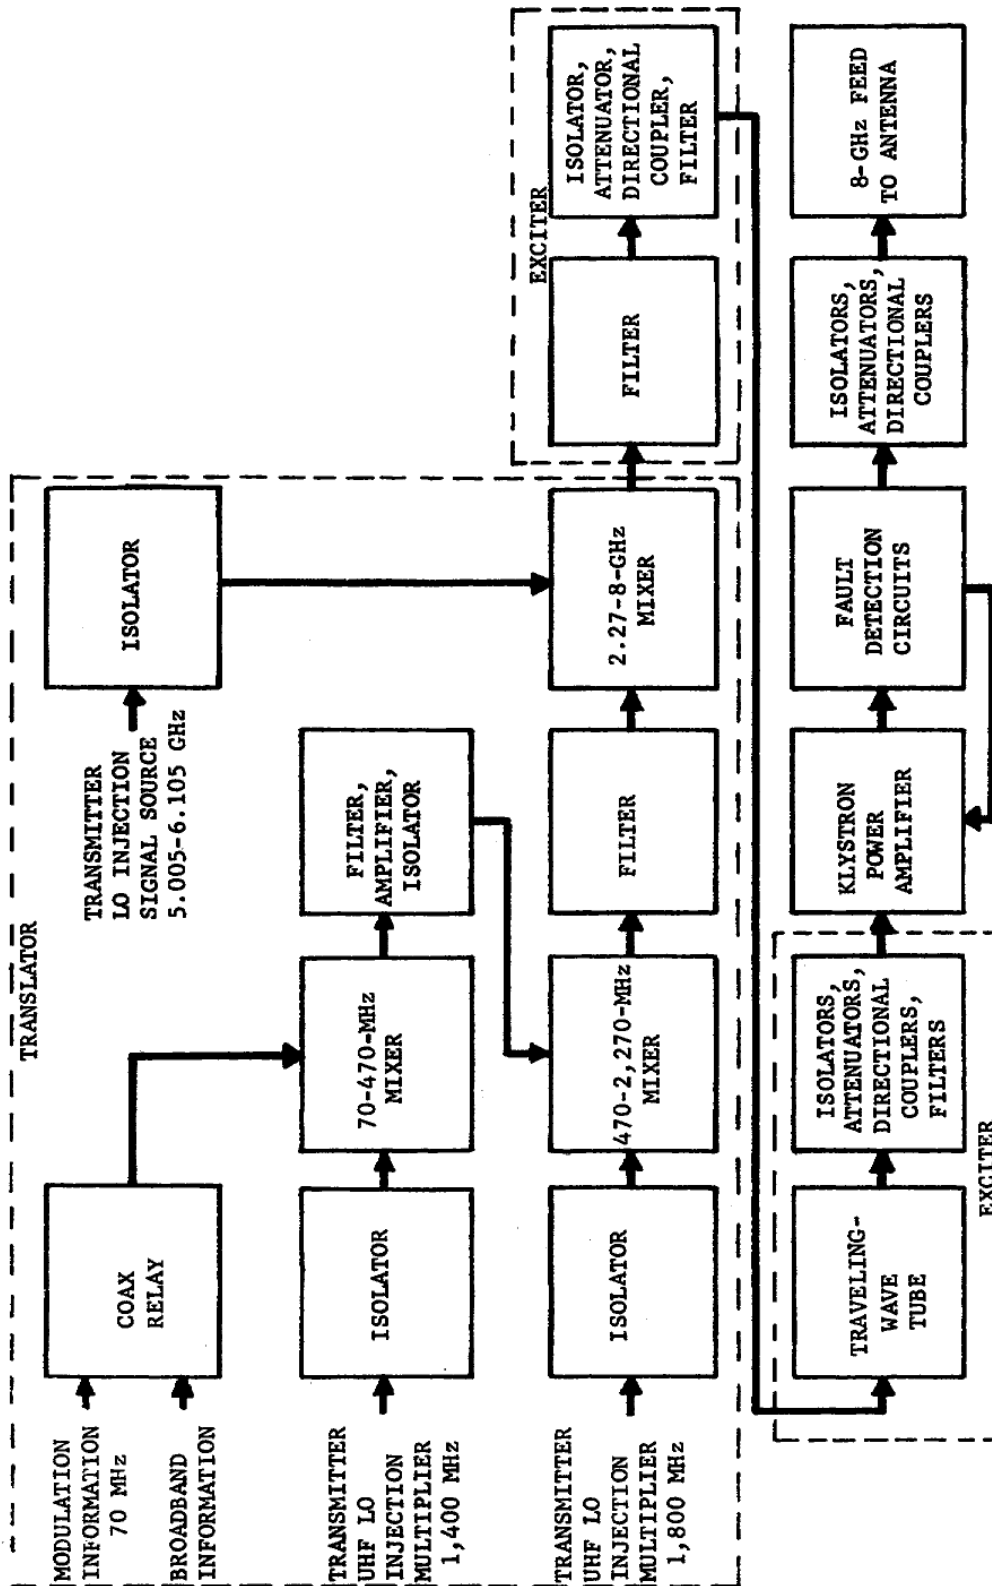 TRANSLATOR
MODULATION
INFORMATION
70 MHz
BROADBAND
INFORMATION
COAX
RELAY
TRANSMITTER
LO INJECTION
SIGNAL SOURCE
5.005-6.105 GHz
ISOLATOR
TRANSMITTER
UHF LO
INJECTION
MULTIPLIER
1,400 MHz
ISOLATOR
70-470-MHz
MIXER
FILTER,
AMPLIFIER,
ISOLATOR
TRANSMITTER
UHF LO
INJECTION
MULTIPLIER
1,800 MHz
ISOLATOR
470-2,270-MHz
MIXER
FILTER
2.27-8-GHz
MIXER
EXCITER
FILTER
ISOLATOR,
ATTENUATOR,
DIRECTIONAL
COUPLER,
FILTER
TRAVELING-
WAVE
TUBE
ISOLATORS,
ATTENUATORS,
DIRECTIONAL
COUPLERS,
FILTERS
EXCITER
KLYSTRON
POWER
AMPLIFIER
FAULT
DETECTION
CIRCUITS
ISOLATORS,
ATTENUATORS,
DIRECTIONAL
COUPLERS
8-GHz FEED
TO ANTENNA